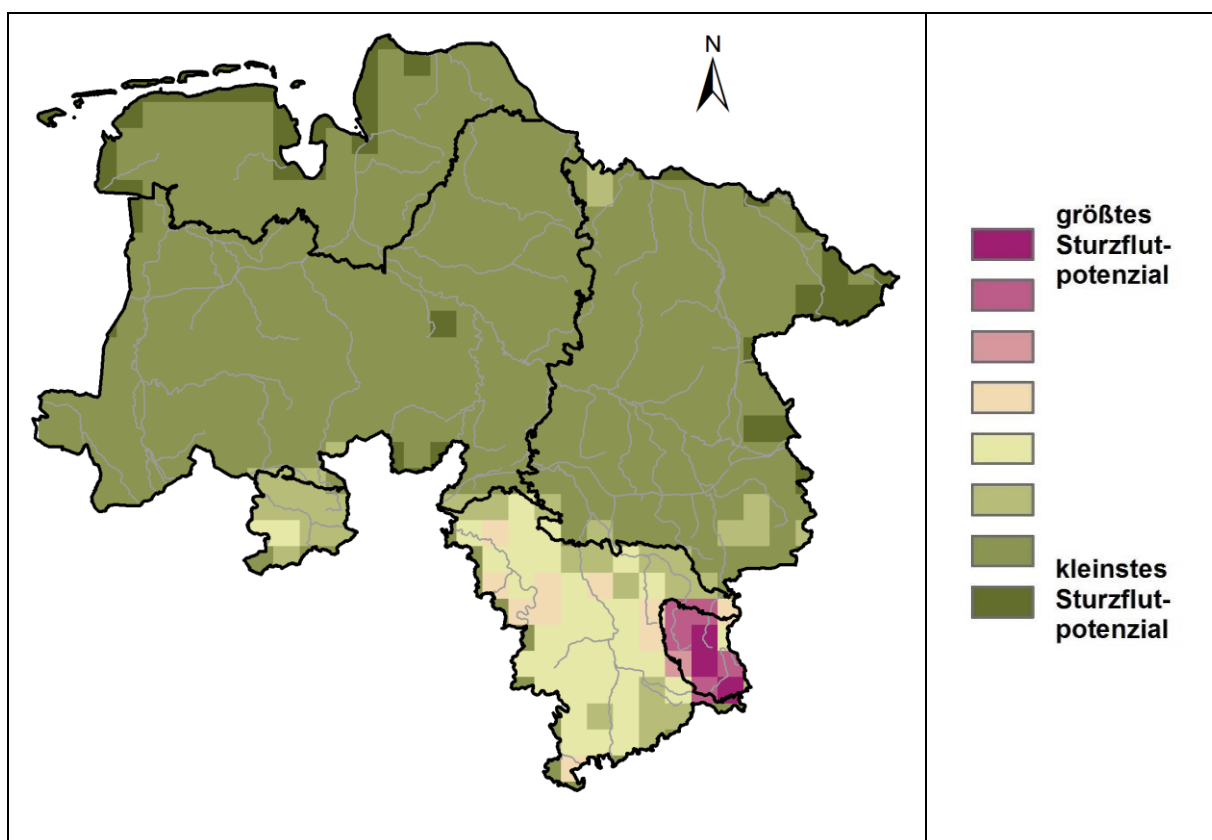 N
größtes
Sturzflut-
potenzial
kleinstes
Sturzflut-
potenzial